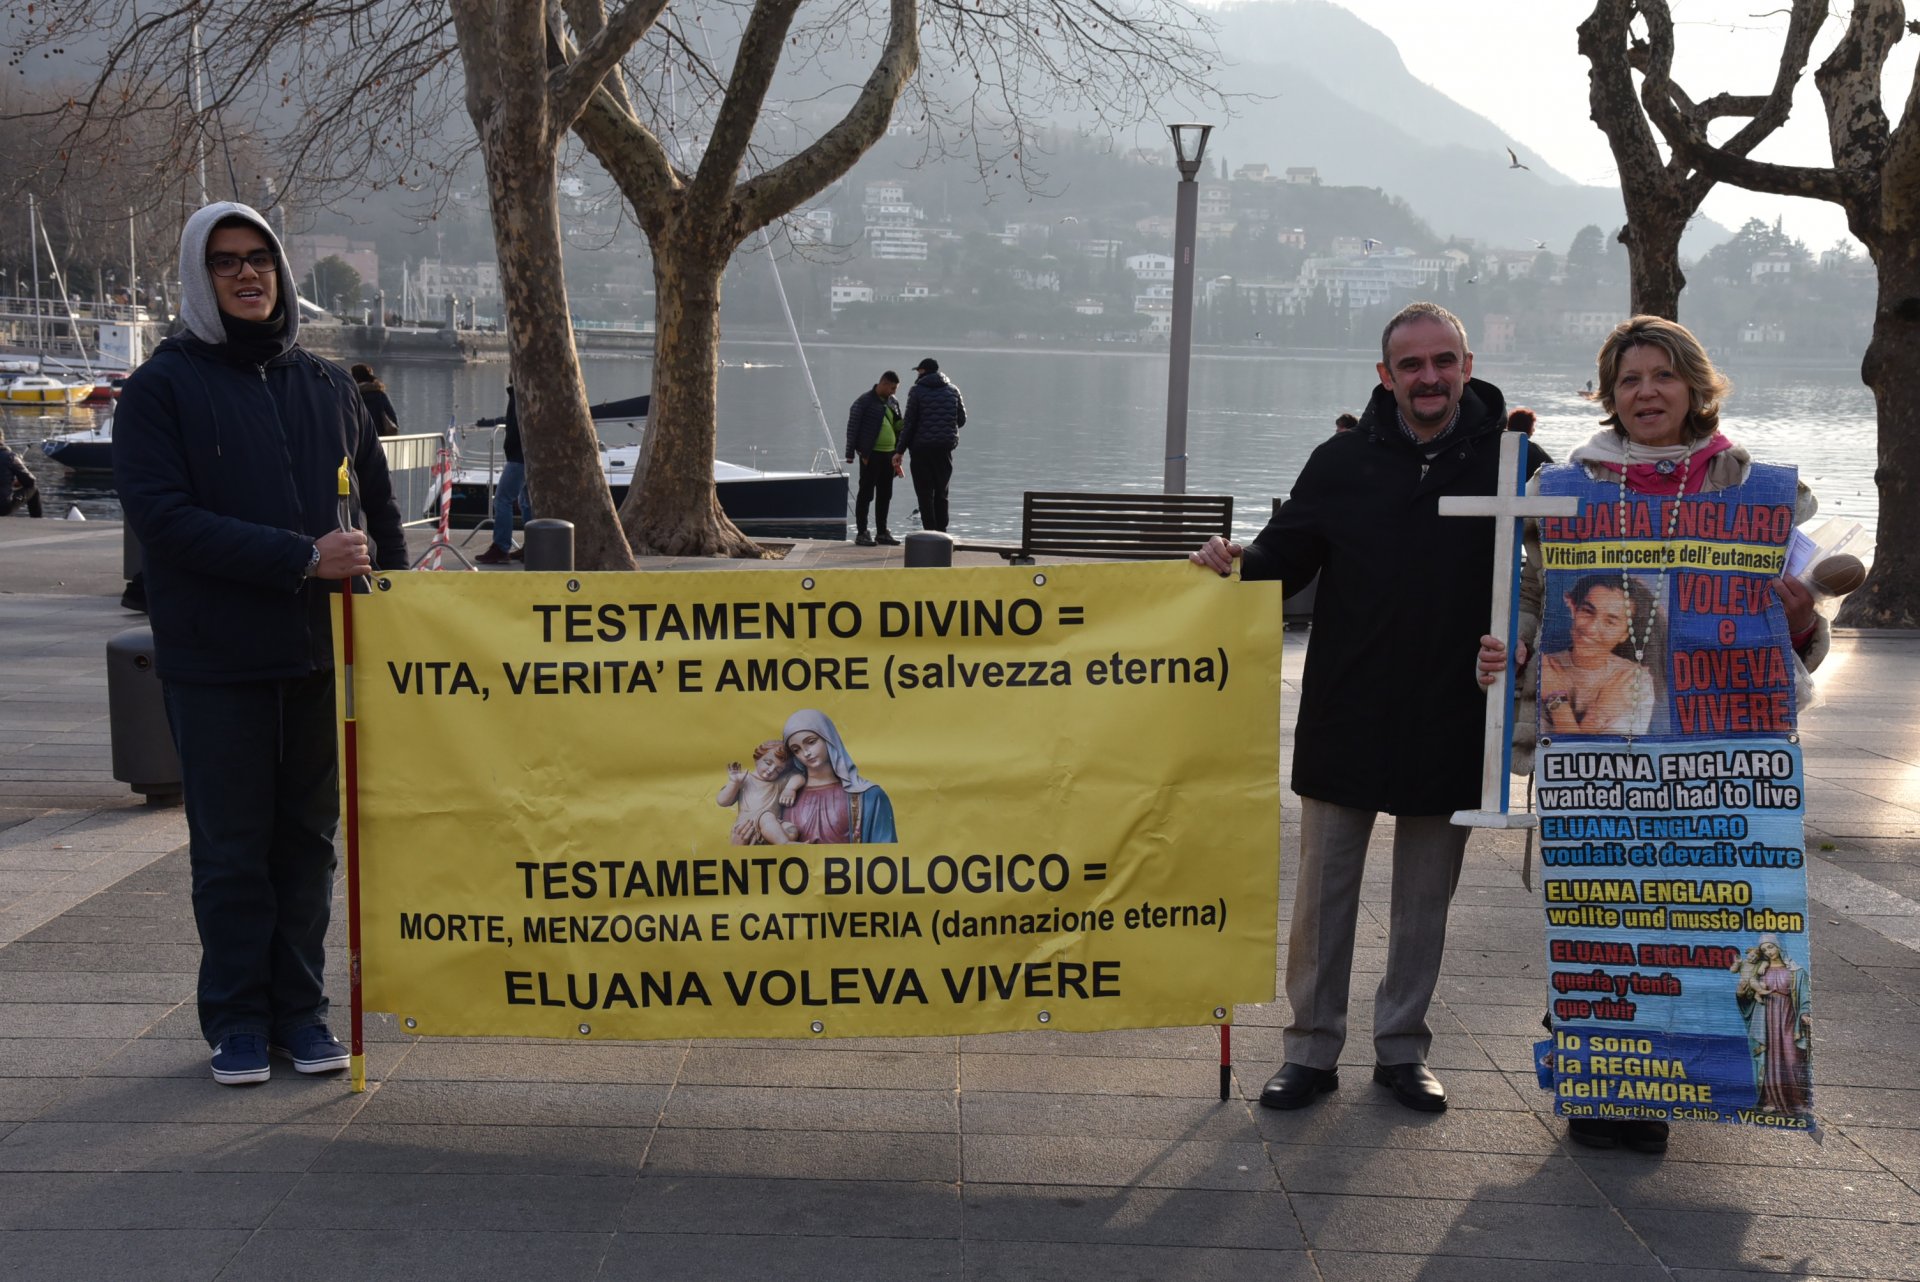 TESTAMENTO DIVINO =
VITA, VERITA' E AMORE (salvezza eterna)
TESTAMENTO BIOLOGICO =
MORTE, MENZOGNA E CATTIVERIA (dannazione eterna)
ELUANA VOLEVA VIVERE
ELUANA ENGLARO
Vittima innocente dell'eutanasia
VOLEVA
e
DOVEVA
VIVERE
ELUANA ENGLARO
wanted and had to live
ELUANA ENGLARO
voulait et devait vivre
ELUANA ENGLARO
wollte und musste leben
ELUANA ENGLARO
quería y tenía
que vivir
Io sono
la REGINA
dell'AMORE
San Martino Schio - Vicenza